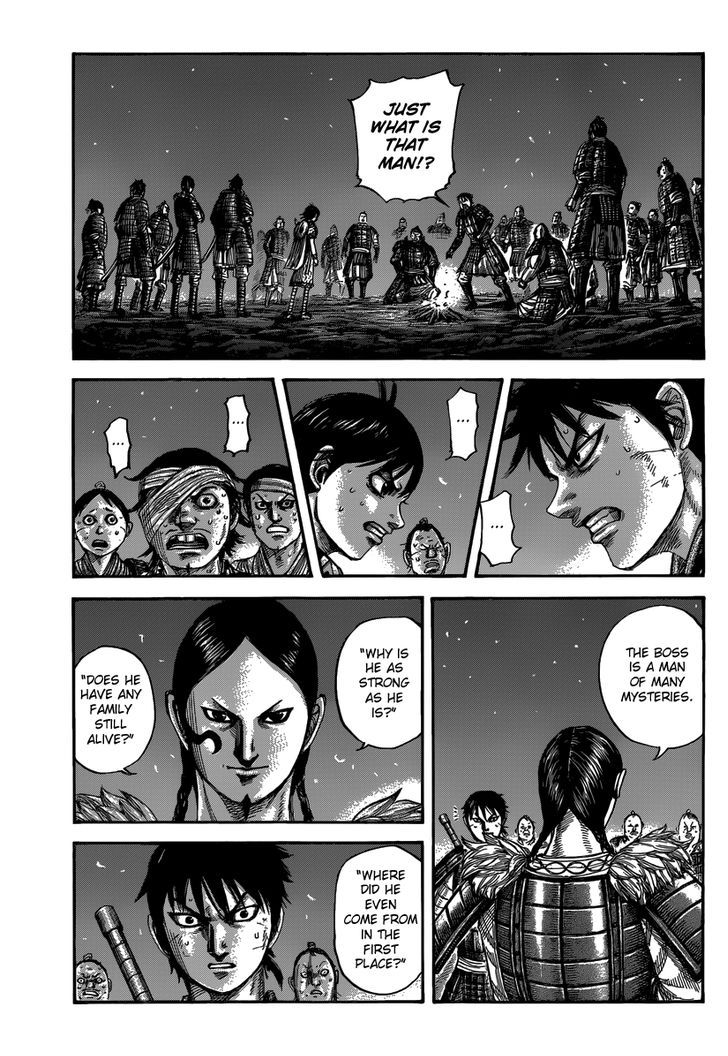 JUST
WHAT IS
THAT
MAN!?
...
...
...
...
THE BOSS
IS A MAN
OF MANY
MYSTERIES.
"WHY IS
HE AS
STRONG
AS HE
IS?"
"DOES HE
HAVE ANY
FAMILY
STILL
ALIVE?"
"WHERE
DID HE
EVEN
COME FROM
IN THE
FIRST
PLACE?"